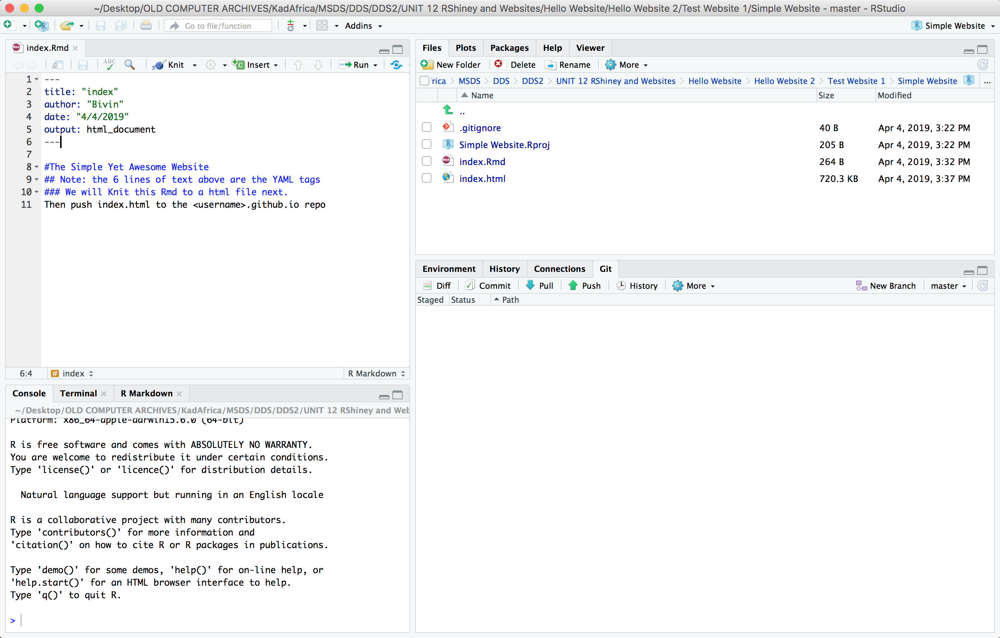 ~/Desktop/OLD COMPUTER ARCHIVES/KadAfrica/MSDS/DDS/DDS2/UNIT 12 RShiney and Websites/Hello Website/Hello Website 2/Test Website 1/Simple Website - master - RStudio
Go to file/function
Addins
Simple Website
index.Rmd
ABC
Knit
Insert
Run
1 ---
2 title: "index"
3 author: "Bivin"
4 date: "4/4/2019"
5 output: html_document
6 ---
7
8 #The Simple Yet Awesome Website
9 ## Note: the 6 lines of text above are the YAML tags
10 ### We will Knit this Rmd to a html file next.
11 Then push index.html to the <username>.github.io repo
6:4 # index R Markdown
Console Terminal R Markdown
~/Desktop/OLD COMPUTER ARCHIVES/KadAfrica/MSDS/DDS/DDS2/UNIT 12 RShiney and Web
Platform: x86_64-apple-darwin15.6.0 (64-bit)
R is free software and comes with ABSOLUTELY NO WARRANTY.
You are welcome to redistribute it under certain conditions.
Type 'license()' or 'licence()' for distribution details.
Natural language support but running in an English locale
R is a collaborative project with many contributors.
Type 'contributors()' for more information and
'citation()' on how to cite R or R packages in publications.
Type 'demo()' for some demos, 'help()' for on-line help, or
'help.start()' for an HTML browser interface to help.
Type 'q()' to quit R.
>
Files Plots Packages Help Viewer
New Folder Delete Rename More
rica MSDS DDS DDS2 UNIT 12 RShiney and Websites Hello Website Hello Website 2 Test Website 1 Simple Website ...
Name Size Modified
..
.gitignore 40 B Apr 4, 2019, 3:22 PM
Simple Website.Rproj 205 B Apr 4, 2019, 3:22 PM
index.Rmd 264 B Apr 4, 2019, 3:32 PM
index.html 720.3 KB Apr 4, 2019, 3:37 PM
Environment History Connections Git
Diff Commit Pull Push History More New Branch master
Staged Status Path